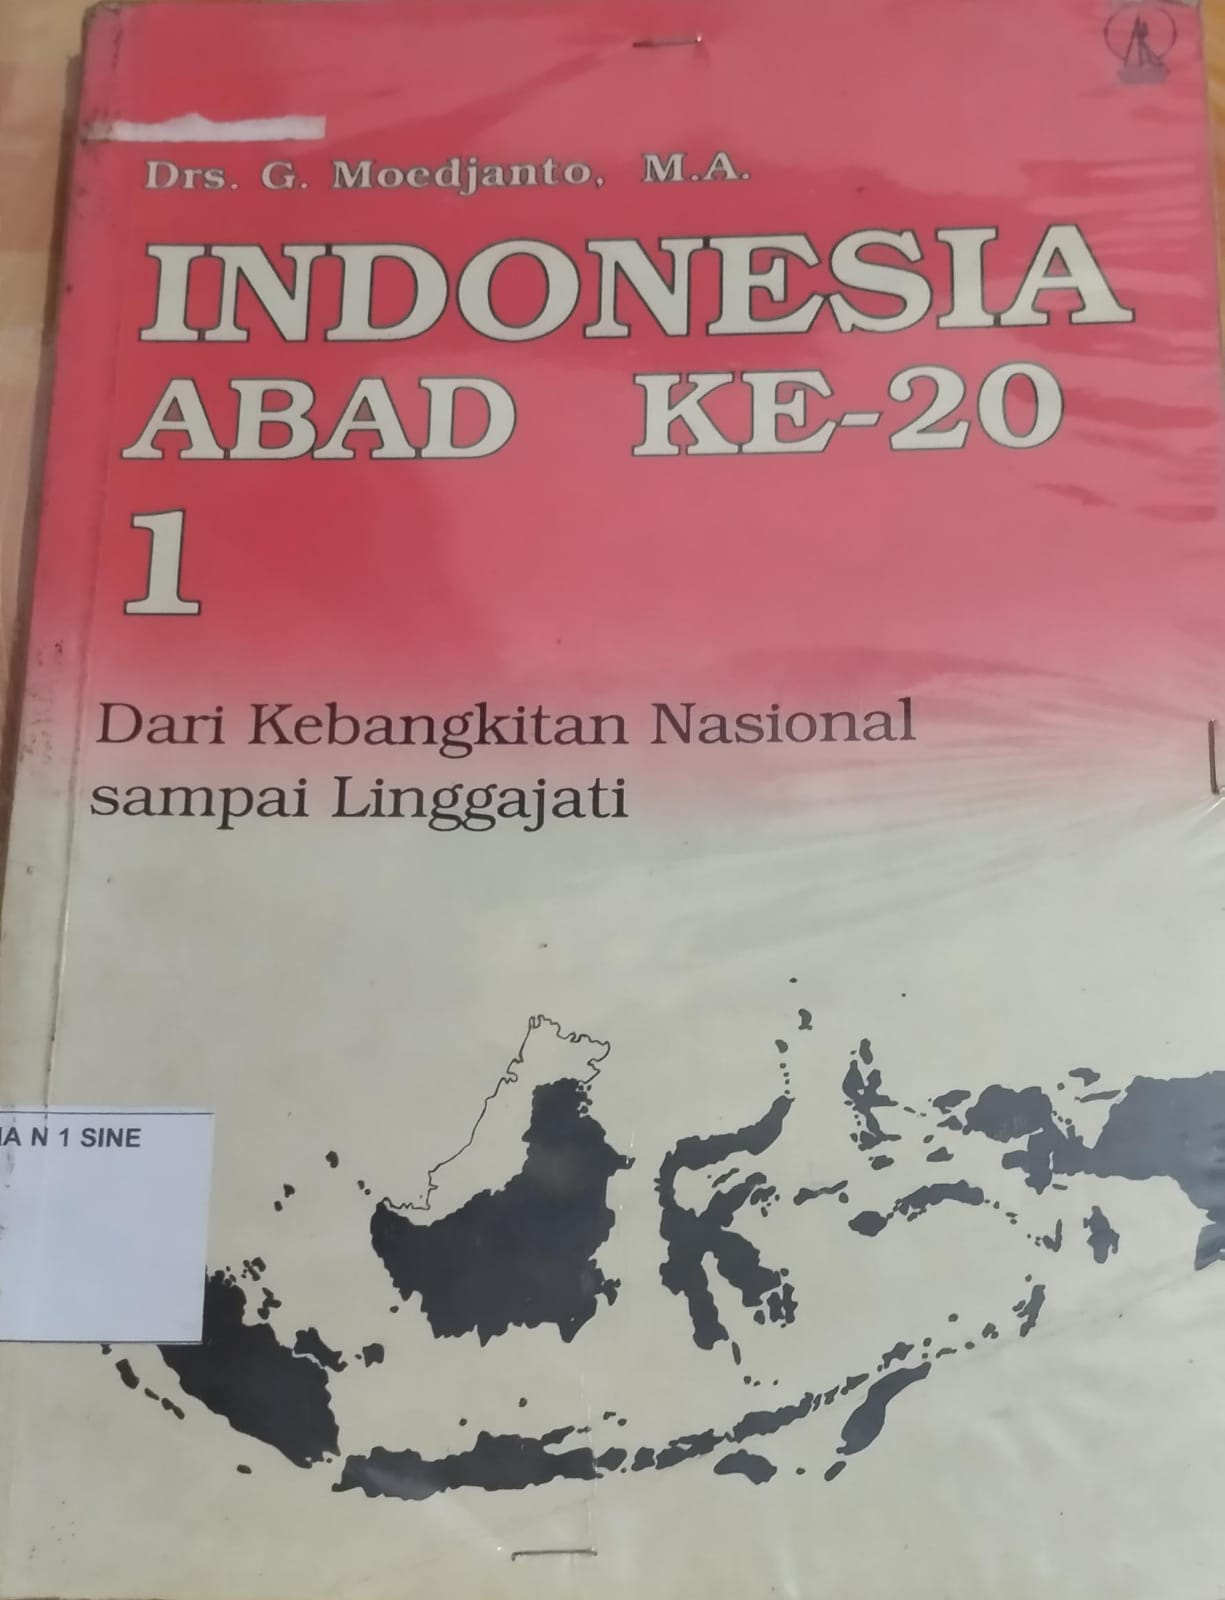 Drs. G. Moedjanto, M.A.
INDONESIA
ABAD KE-20
1
Dari Kebangkitan Nasional
sampai Linggajati
A N 1 SINE